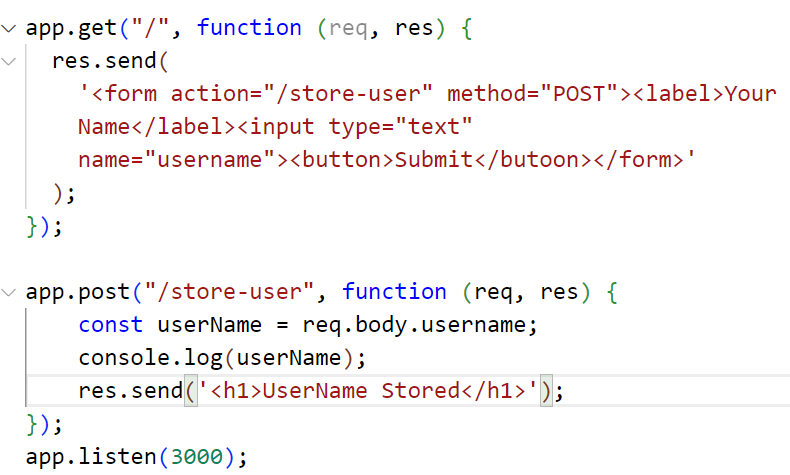 app.get("/", function (req, res) {
res.send(
'<form action="/store-user" method="POST"><label>Your
Name</label><input type="text"
name="username"><button>Submit</butoon></form>'
);
});
app.post("/store-user", function (req, res) {
const userName = req.body.username;
console.log(userName);
res.send('<h1>UserName Stored</h1>');
});
app.listen(3000);